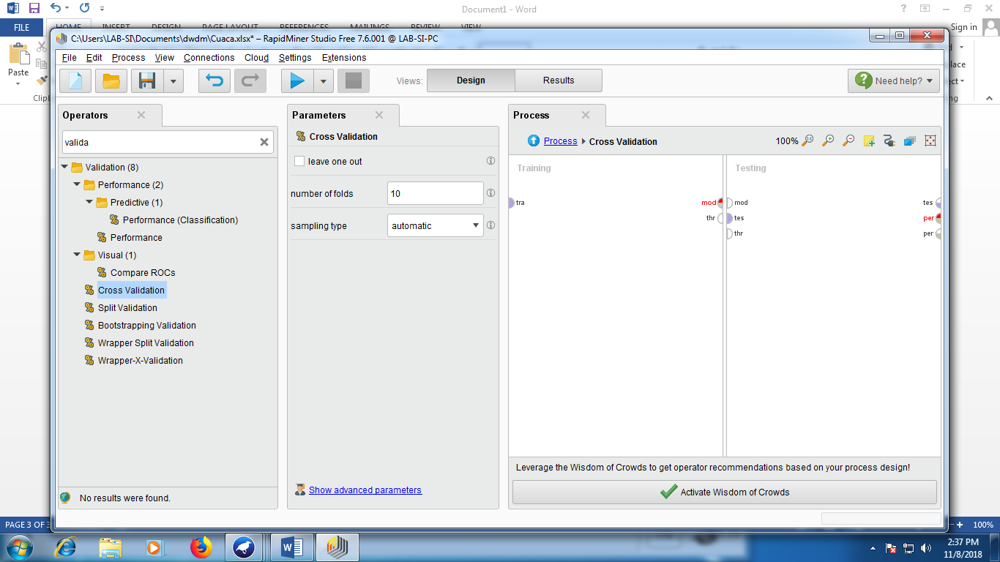 Document1 - Word
FILE
HOME
INSERT
DESIGN
PAGE LAYOUT
REFERENCES
MAILINGS
REVIEW
VIEW
Sign in
C:\Users\LAB-SI\Documents\dwdm\Cuaca.xlsx* – RapidMiner Studio Free 7.6.001 @ LAB-SI-PC
File Edit Process View Connections Cloud Settings Extensions
Paste
Views:
Design
Results
Need help?
Operators
valida
Validation (8)
Performance (2)
Predictive (1)
Performance (Classification)
Performance
Visual (1)
Compare ROCs
Cross Validation
Split Validation
Bootstrapping Validation
Wrapper Split Validation
Wrapper-X-Validation
No results were found.
Parameters
Cross Validation
leave one out
number of folds
10
sampling type
automatic
Show advanced parameters
Process
Process Cross Validation
100%
Training
tra
mod
thr
Testing
mod
tes
thr
tes
per
per
Leverage the Wisdom of Crowds to get operator recommendations based on your process design!
Activate Wisdom of Crowds
PAGE 3 OF 3
100%
2:37 PM
11/8/2018